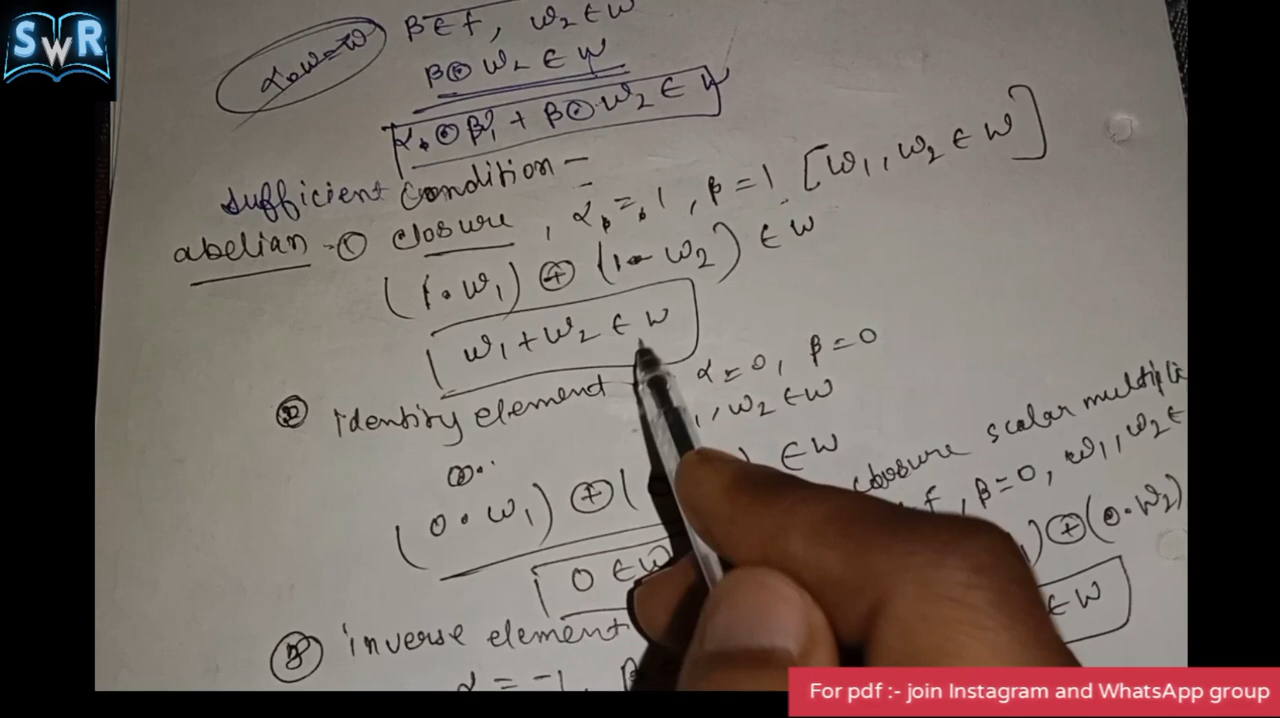 SWR
α⊙w=w β ∈ f, w₂ ∈ W
β⊙w₂ ∈ W
α⊙β₁ + β⊙w₂ ∈ W
Sufficient Condition –
abelian - ① closure, α = 1, β = 1 [w₁, w₂ ∈ W]
(1·w₁) ⊕ (1·w₂) ∈ W
w₁ + w₂ ∈ W
② identity element α = 0, β = 0
₁, w₂ ∈ W
(0·w₁) ⊕ ( ) ∈ W
0 ∈ W
③ inverse element
α = -1, β
closure scalar multiplic
f, β = 0, w₁, w₂ ∈
₁) ⊕ (0·w₂)
∈ W
For pdf :- join Instagram and WhatsApp group